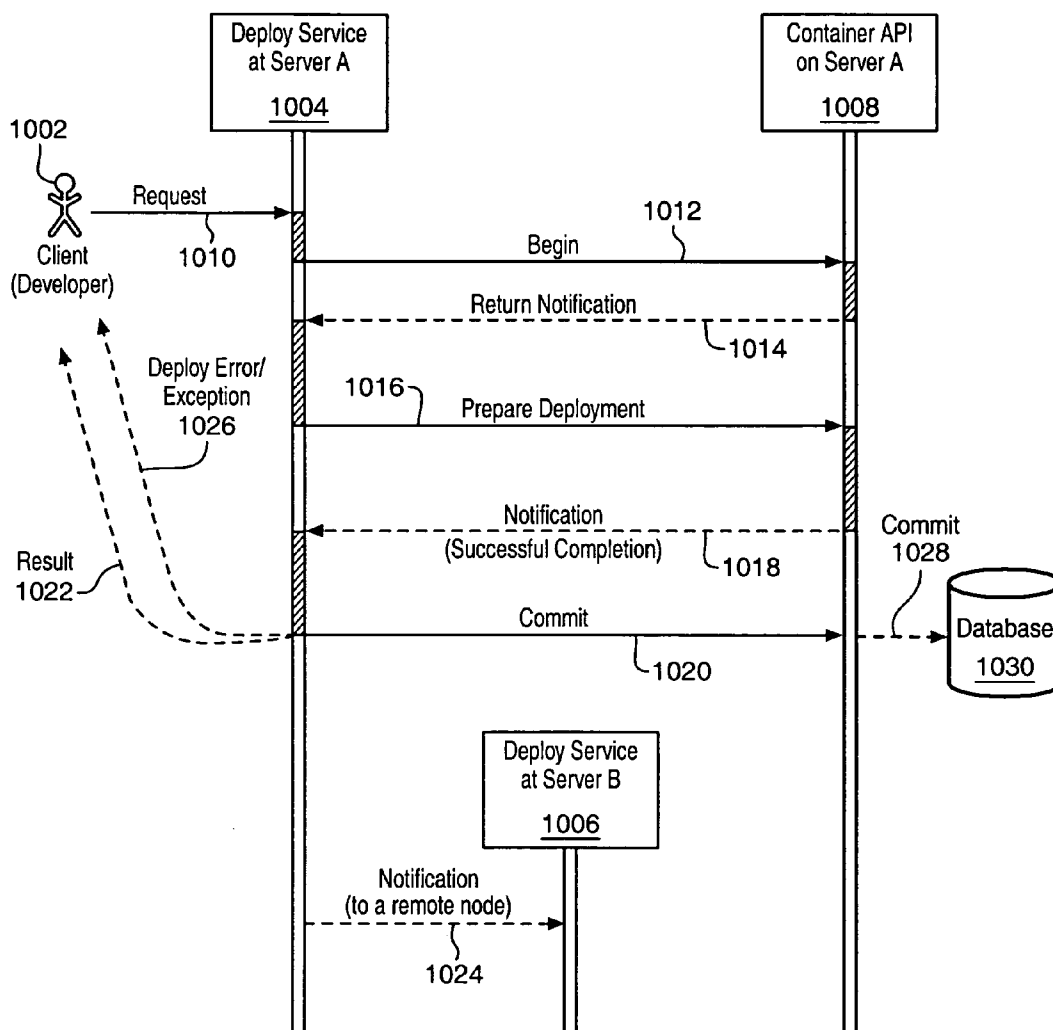 Deploy Service
at Server A
1004
Container API
on Server A
1008
1002
Request
1010
Client
(Developer)
1012
Begin
Return Notification
1014
Deploy Error/
Exception
1026
1016
Prepare Deployment
Notification
(Successful Completion)
1018
Commit
1028
Result
1022
Commit
1020
Database
1030
Deploy Service
at Server B
1006
Notification
(to a remote node)
1024